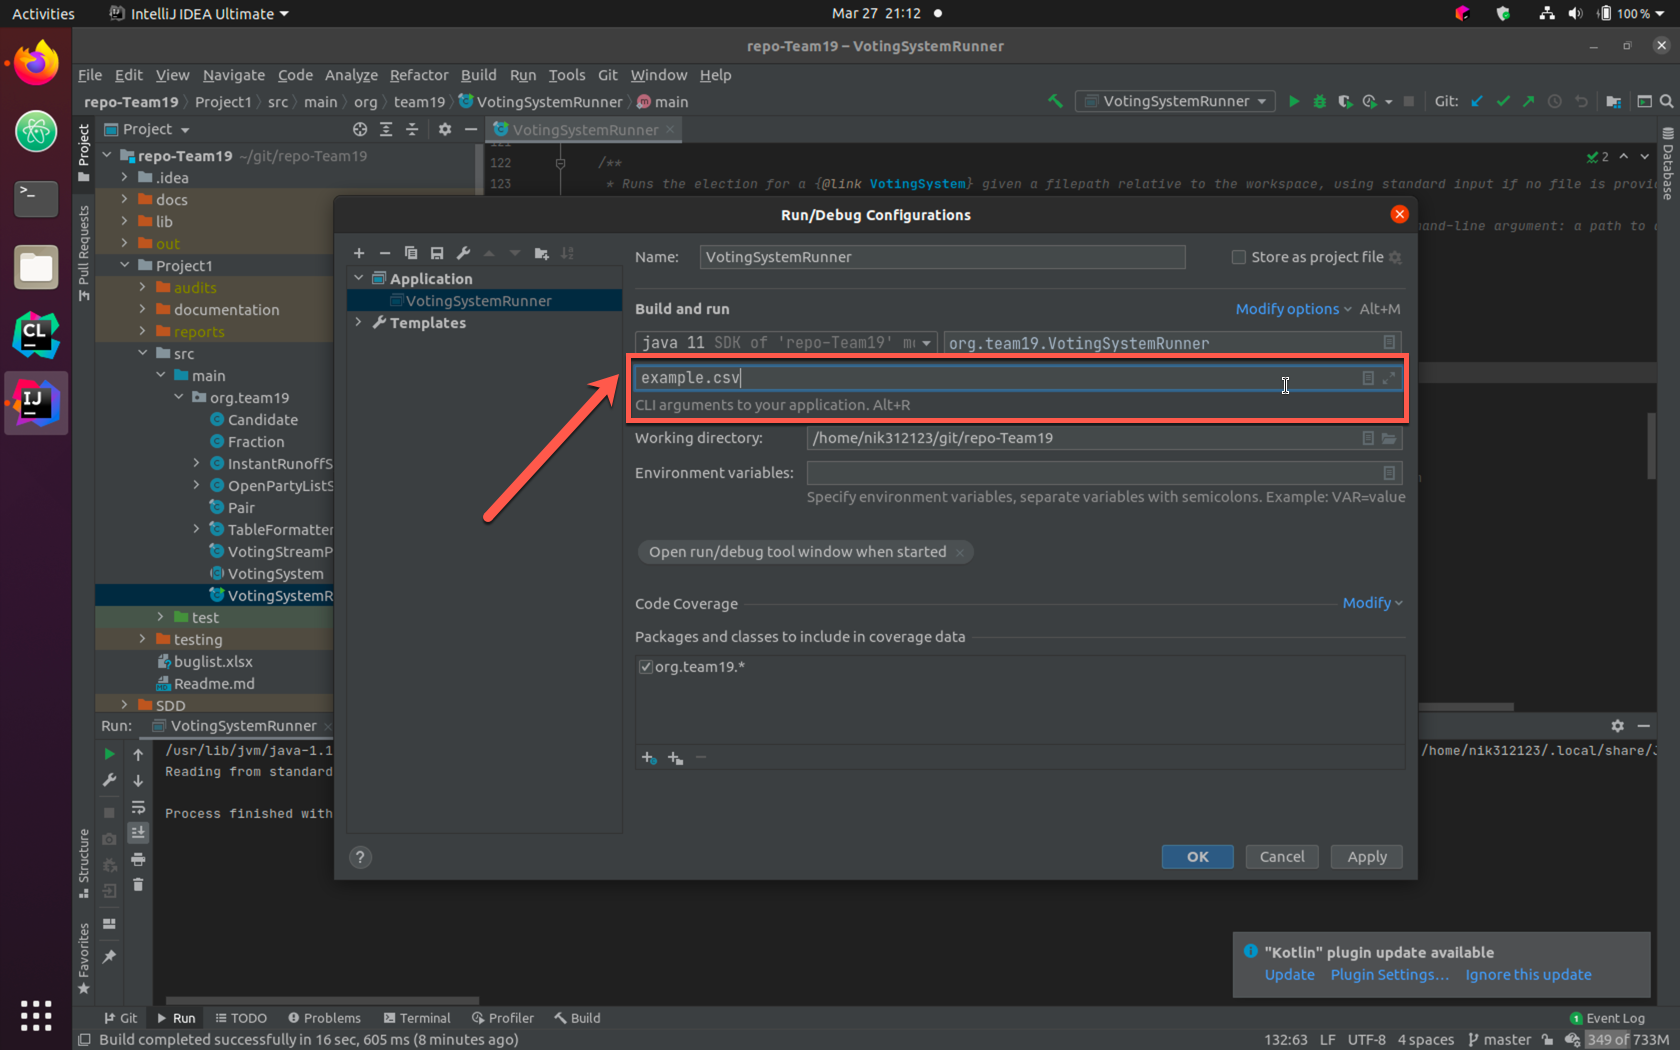 Activities
IntelliJ IDEA Ultimate
Mar 27 21:12
100 %
repo-Team19 – VotingSystemRunner
File Edit View Navigate Code Analyze Refactor Build Run Tools Git Window Help
repo-Team19 Project1 src main org team19 VotingSystemRunner main
VotingSystemRunner
Git:
Project
Project
VotingSystemRunner
repo-Team19 ~/git/repo-Team19
.idea
docs
lib
out
Project1
audits
documentation
reports
src
main
org.team19
Candidate
Fraction
InstantRunoffS
OpenPartyListS
Pair
TableFormatter
VotingStreamP
VotingSystem
VotingSystemR
test
testing
buglist.xlsx
Readme.md
SDD
Pull Requests
Structure
Favorites
Database
122 /**
2
123 * Runs the election for a {@link VotingSystem} given a filepath relative to the workspace, using standard input if no file is provi
and-line argument: a path to
Run/Debug Configurations
Application
VotingSystemRunner
Templates
Name: VotingSystemRunner
Store as project file
Build and run
Modify options Alt+M
java 11 SDK of 'repo-Team19' m
org.team19.VotingSystemRunner
example.csv
CLI arguments to your application. Alt+R
Working directory: /home/nik312123/git/repo-Team19
Environment variables:
Specify environment variables, separate variables with semicolons. Example: VAR=value
Open run/debug tool window when started
Code Coverage
Modify
Packages and classes to include in coverage data
org.team19.*
?
OK Cancel Apply
Run: VotingSystemRunner
/usr/lib/jvm/java-1.1
/home/nik312123/.local/share/J
Reading from standard
Process finished with
"Kotlin" plugin update available
Update Plugin Settings... Ignore this update
Git Run TODO Problems Terminal Profiler Build
1 Event Log
Build completed successfully in 16 sec, 605 ms (8 minutes ago)
132:63 LF UTF-8 4 spaces master 349 of 733M